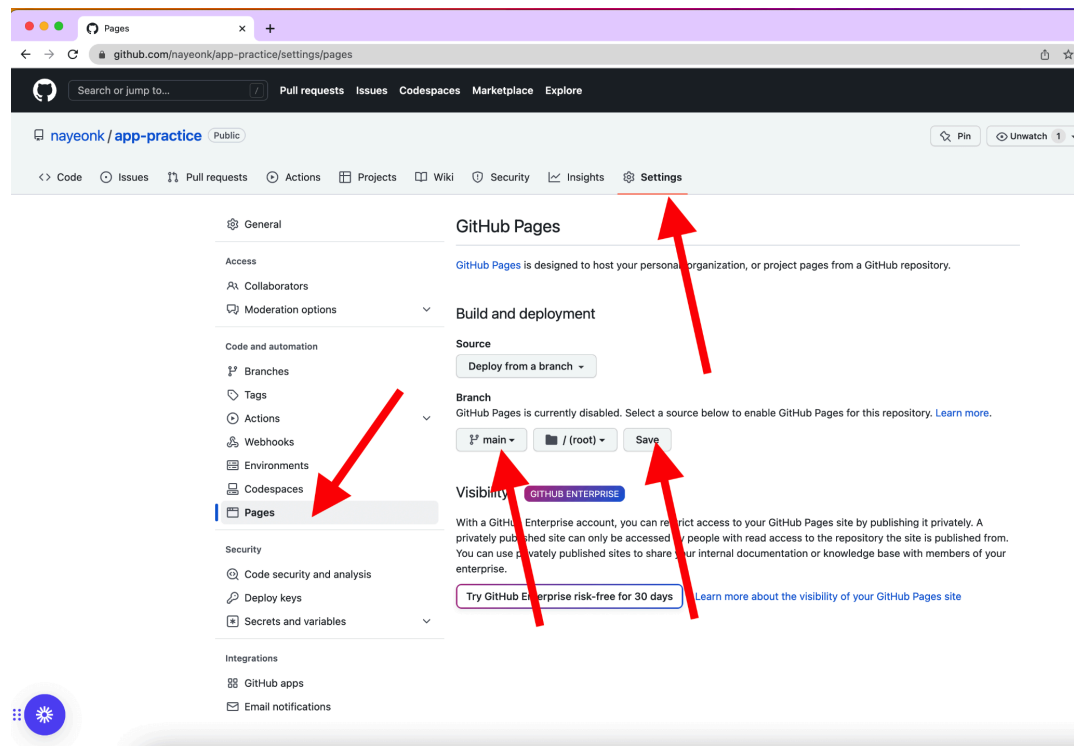 Pages
github.com/nayeonk/app-practice/settings/pages
Search or jump to... / Pull requests Issues Codespaces Marketplace Explore
nayeonk / app-practice Public
Pin Unwatch 1
Code Issues Pull requests Actions Projects Wiki Security Insights Settings
General
Access
Collaborators
Moderation options
Code and automation
Branches
Tags
Actions
Webhooks
Environments
Codespaces
Pages
Security
Code security and analysis
Deploy keys
Secrets and variables
Integrations
GitHub apps
Email notifications
GitHub Pages
GitHub Pages is designed to host your personal, organization, or project pages from a GitHub repository.
Build and deployment
Source
Deploy from a branch
Branch
GitHub Pages is currently disabled. Select a source below to enable GitHub Pages for this repository. Learn more.
main / (root) Save
Visibility GITHUB ENTERPRISE
With a GitHub Enterprise account, you can restrict access to your GitHub Pages site by publishing it privately. A
privately published site can only be accessed by people with read access to the repository the site is published from.
You can use privately published sites to share your internal documentation or knowledge base with members of your
enterprise.
Try GitHub Enterprise risk-free for 30 days Learn more about the visibility of your GitHub Pages site